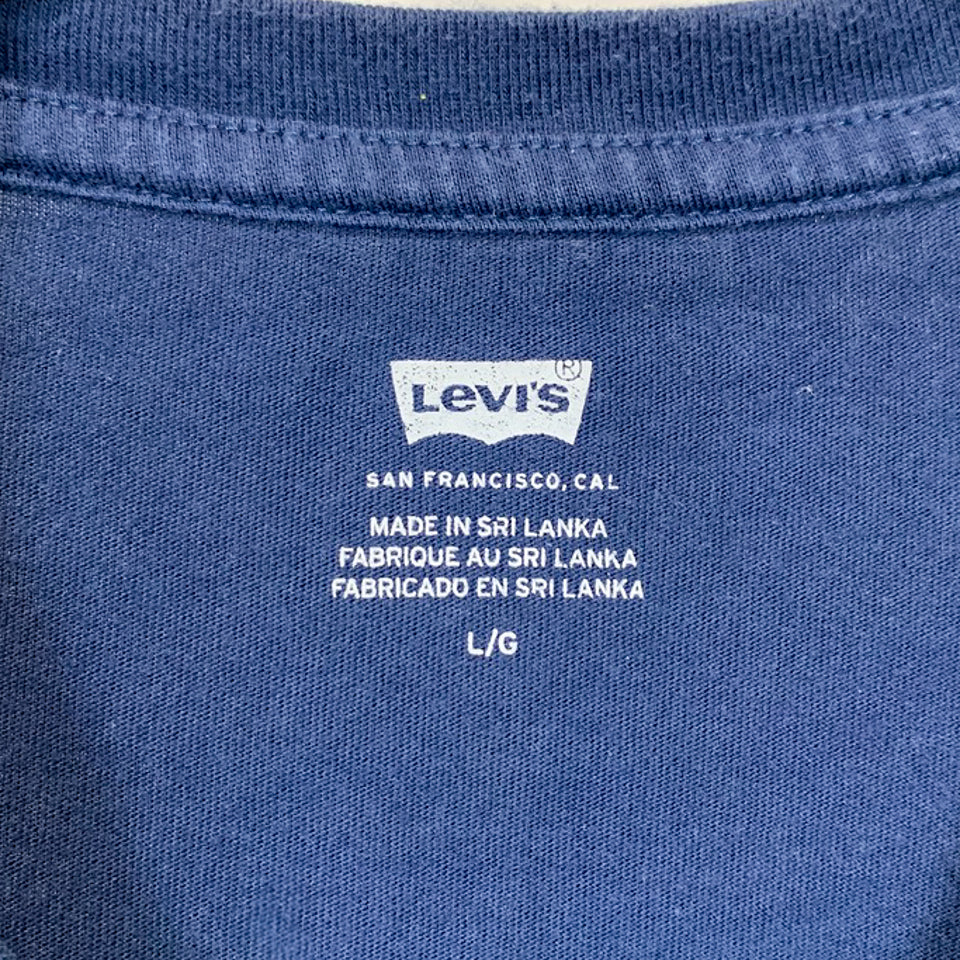 Levi's®
SAN FRANCISCO, CAL
MADE IN SRI LANKA
FABRIQUE AU SRI LANKA
FABRICADO EN SRI LANKA
L/G